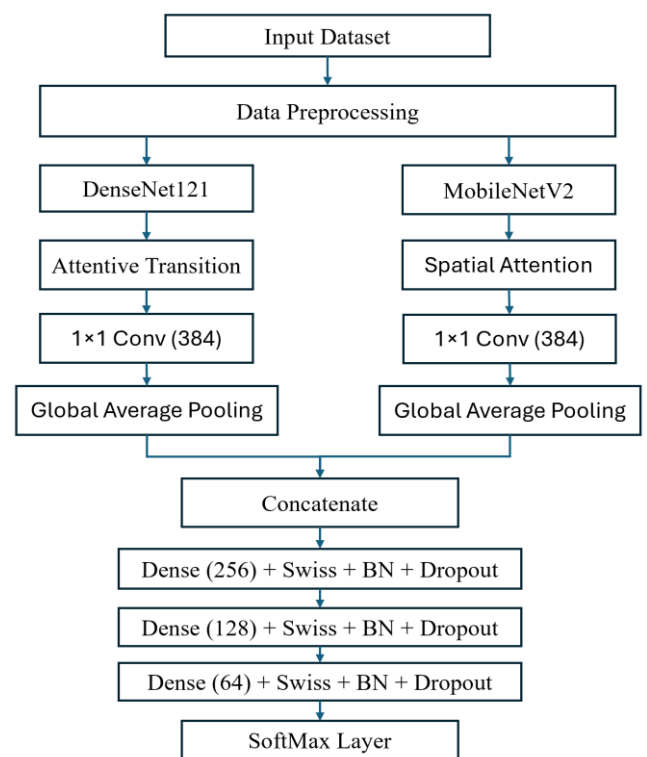 Input Dataset
Data Preprocessing
DenseNet121
MobileNetV2
Attentive Transition
Spatial Attention
1×1 Conv (384)
1×1 Conv (384)
Global Average Pooling
Global Average Pooling
Concatenate
Dense (256) + Swiss + BN + Dropout
Dense (128) + Swiss + BN + Dropout
Dense (64) + Swiss + BN + Dropout
SoftMax Layer